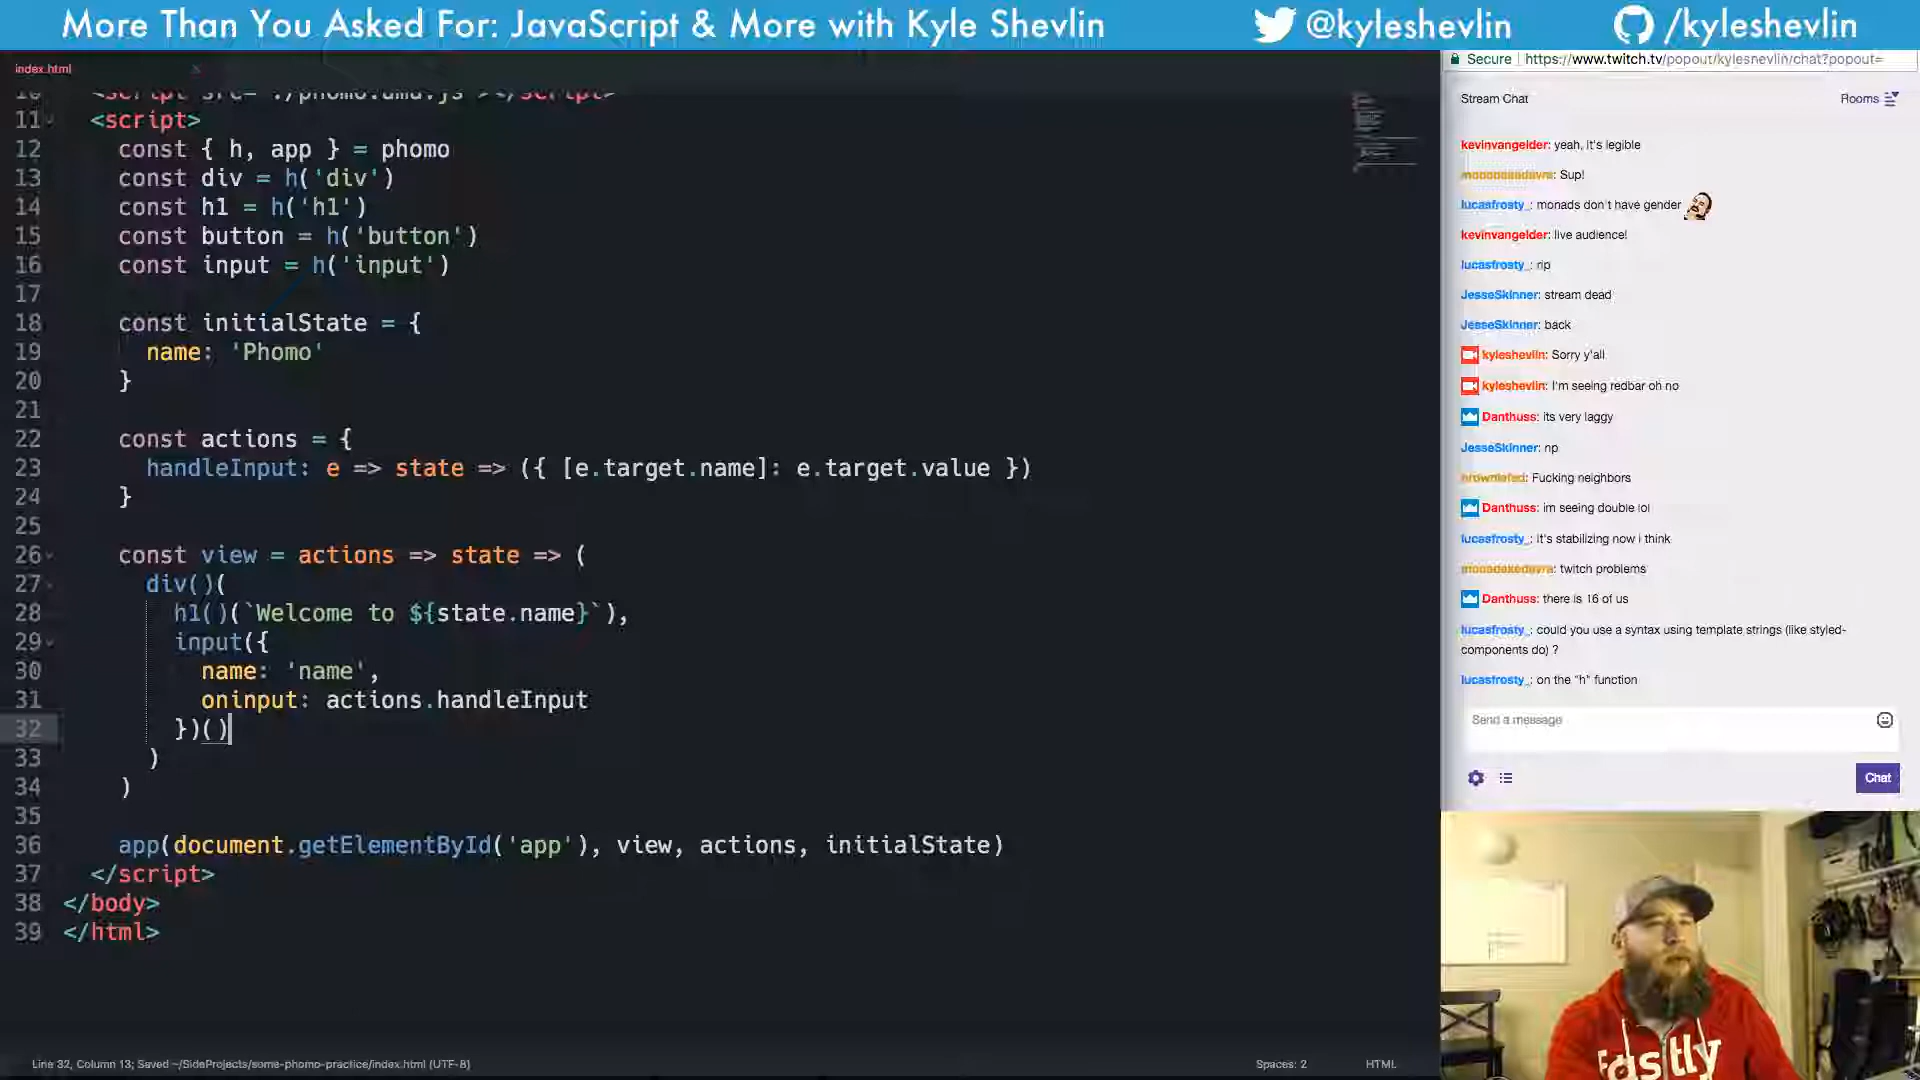 More Than You Asked For: JavaScript & More with Kyle Shevlin
@kyleshevlin
/kyleshevlin
index.html
10 <script src="./phomo.umd.js"></script>
11 <script>
12 const { h, app } = phomo
13 const div = h('div')
14 const h1 = h('h1')
15 const button = h('button')
16 const input = h('input')
17
18 const initialState = {
19 name: 'Phomo'
20 }
21
22 const actions = {
23 handleInput: e => state => ({ [e.target.name]: e.target.value })
24 }
25
26 const view = actions => state => (
27 div()(
28 h1()(`Welcome to ${state.name}`),
29 input({
30 name: 'name',
31 oninput: actions.handleInput
32 })()
33 )
34 )
35
36 app(document.getElementById('app'), view, actions, initialState)
37 </script>
38 </body>
39 </html>
Line 32, Column 13; Saved ~/SideProjects/some-phomo-practice/index.html (UTF-8)
Spaces: 2
HTML
Secure https://www.twitch.tv/popout/kyleshevlin/chat?popout=
Stream Chat
Rooms
kevinvangelder: yeah, it's legible
Sup!
lucasfrosty_: monads don't have gender
kevinvangelder: live audience!
lucasfrosty_: rip
JesseSkinner: stream dead
JesseSkinner: back
kyleshevlin: Sorry y'all
kyleshevlin: I'm seeing redbar oh no
Danthuss: its very laggy
JesseSkinner: np
Fucking neighbors
Danthuss: im seeing double lol
lucasfrosty_: it's stabilizing now i think
twitch problems
Danthuss: there is 16 of us
lucasfrosty_: could you use a syntax using template strings (like styled-
components do) ?
lucasfrosty_: on the "h" function
Send a message
Chat
fastly